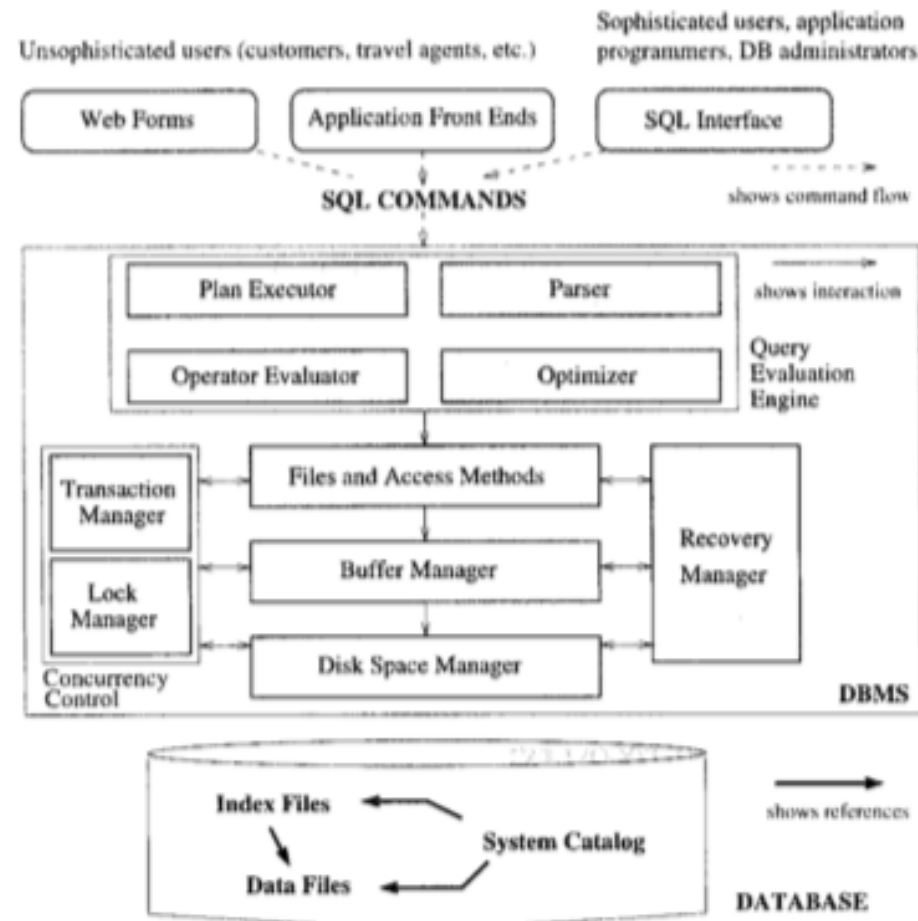 Sophisticated users, application
Unsophisticated users (customers, travel agents, etc.)
programmers, DB administrators
Web Forms
Application Front Ends
SQL Interface
SQL COMMANDS
shows command flow
Plan Executor
Parser
shows interaction
Operator Evaluator
Optimizer
Query
Evaluation
Engine
Transaction
Manager
Files and Access Methods
Recovery
Manager
Buffer Manager
Lock
Manager
Disk Space Manager
Concurrency
Control
DBMS
Index Files
shows references
System Catalog
Data Files
DATABASE